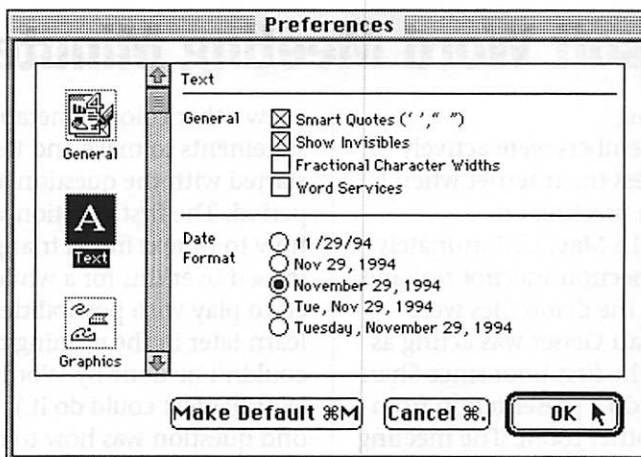 Preferences
General
Text
Graphics
Text
General
Smart Quotes (‘ ’, “ ”)
Show Invisibles
Fractional Character Widths
Word Services
Date
Format
11/29/94
Nov 29, 1994
November 29, 1994
Tue, Nov 29, 1994
Tuesday, November 29, 1994
Make Default ⌘M
Cancel ⌘.
OK